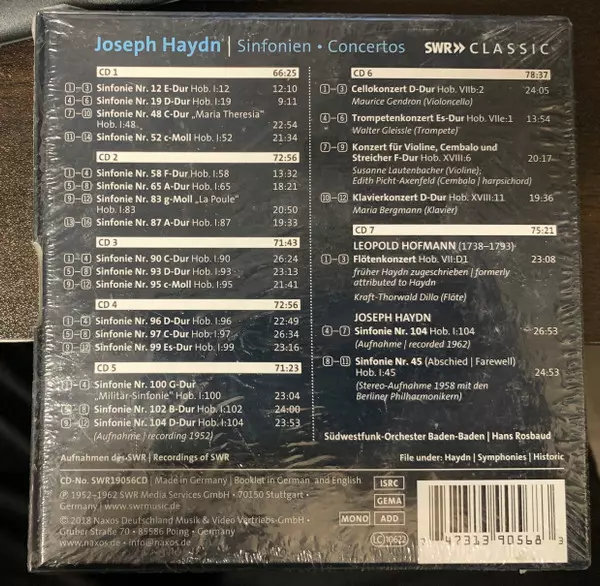 Joseph Haydn | Sinfonien • Concertos
SWR>> CLASSIC
CD 1 66:25
1–3 Sinfonie Nr. 12 E-Dur Hob. I:12 12:10
4–6 Sinfonie Nr. 19 D-Dur Hob. I:19 9:11
7–10 Sinfonie Nr. 48 C-Dur „Maria Theresia"
Hob. I:48 22:54
11–14 Sinfonie Nr. 52 c-Moll Hob. I:52 21:34
CD 2 72:56
1–4 Sinfonie Nr. 58 F-Dur Hob. I:58 13:32
5–8 Sinfonie Nr. 65 A-Dur Hob. I:65 18:21
9–12 Sinfonie Nr. 83 g-Moll „La Poule"
Hob. I:83 20:50
13–16 Sinfonie Nr. 87 A-Dur Hob. I:87 19:33
CD 3 71:43
1–4 Sinfonie Nr. 90 C-Dur Hob. I:90 26:24
5–8 Sinfonie Nr. 93 D-Dur Hob. I:93 23:13
9–12 Sinfonie Nr. 95 c-Moll Hob. I:95 21:45
CD 4 72:56
1–4 Sinfonie Nr. 96 D-Dur Hob. I:96 22:49
5–8 Sinfonie Nr. 97 C-Dur Hob. I:97 26:34
9–12 Sinfonie Nr. 99 Es-Dur Hob. I:99 23:16
CD 5 71:23
1–4 Sinfonie Nr. 100 G-Dur
„Militär-Sinfonie" Hob. I:100 23:04
5–8 Sinfonie Nr. 102 B-Dur Hob. I:102 24:00
9–12 Sinfonie Nr. 104 D-Dur Hob. I:104 23:53
(Aufnahme | recording 1952)
Aufnahmen des SWR | Recordings of SWR
CD 6 78:37
1–3 Cellokonzert D-Dur Hob. VIIb:2 24:05
Maurice Gendron (Violoncello)
4–6 Trompetenkonzert Es-Dur Hob. VIIe:1 13:54
Walter Gleissle (Trompete)
7–9 Konzert für Violine, Cembalo und
Streicher F-Dur Hob. XVIII:6 20:17
Susanne Lautenbacher (Violine);
Edith Picht-Axenfeld (Cembalo | harpsichord)
10–12 Klavierkonzert D-Dur Hob. XVIII:11 19:36
Maria Bergmann (Klavier)
CD 7 75:21
LEOPOLD HOFMANN (1738–1793)
1–3 Flötenkonzert Hob. VII:D1 23:08
früher Haydn zugeschrieben | formerly
attributed to Haydn
Kraft-Thorwald Dillo (Flöte)
JOSEPH HAYDN
4–7 Sinfonie Nr. 104 Hob. I:104 26:53
(Aufnahme | recorded 1962)
8–11 Sinfonie Nr. 45 (Abschied | Farewell)
Hob. I:45 24:53
(Stereo-Aufnahme 1958 mit den
Berliner Philharmonikern)
Südwestfunk-Orchester Baden-Baden | Hans Rosbaud
File under: Haydn | Symphonies | Historic
CD-No. SWR19056CD | Made in Germany | Booklet in German and English
℗ 1952–1962 SWR Media Services GmbH • 70150 Stuttgart •
Germany | www.swrmusic.de
© 2018 Naxos Deutschland Musik & Video Vertriebs-GmbH •
Gruber Straße 70 • 85586 Poing • Germany
www.naxos.de • info@naxos.de
ISRC
GEMA
MONO ADD
LC 10622
7 47313 90568 3